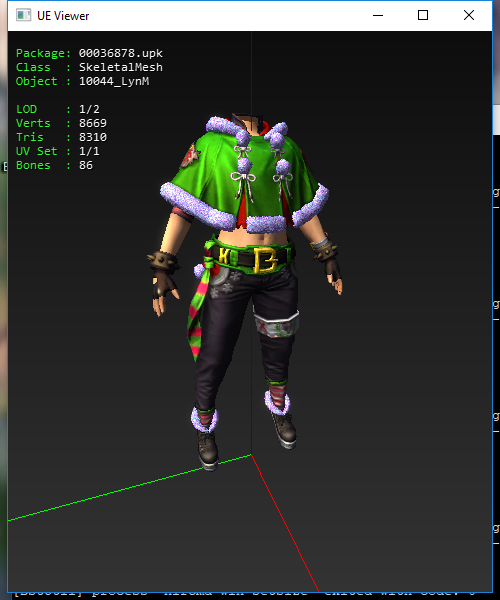 UE Viewer
Package: 00036878.upk
Class : SkeletalMesh
Object : 10044_LynM
LOD : 1/2
Verts : 8669
Tris : 8310
UV Set : 1/1
Bones : 86
K B